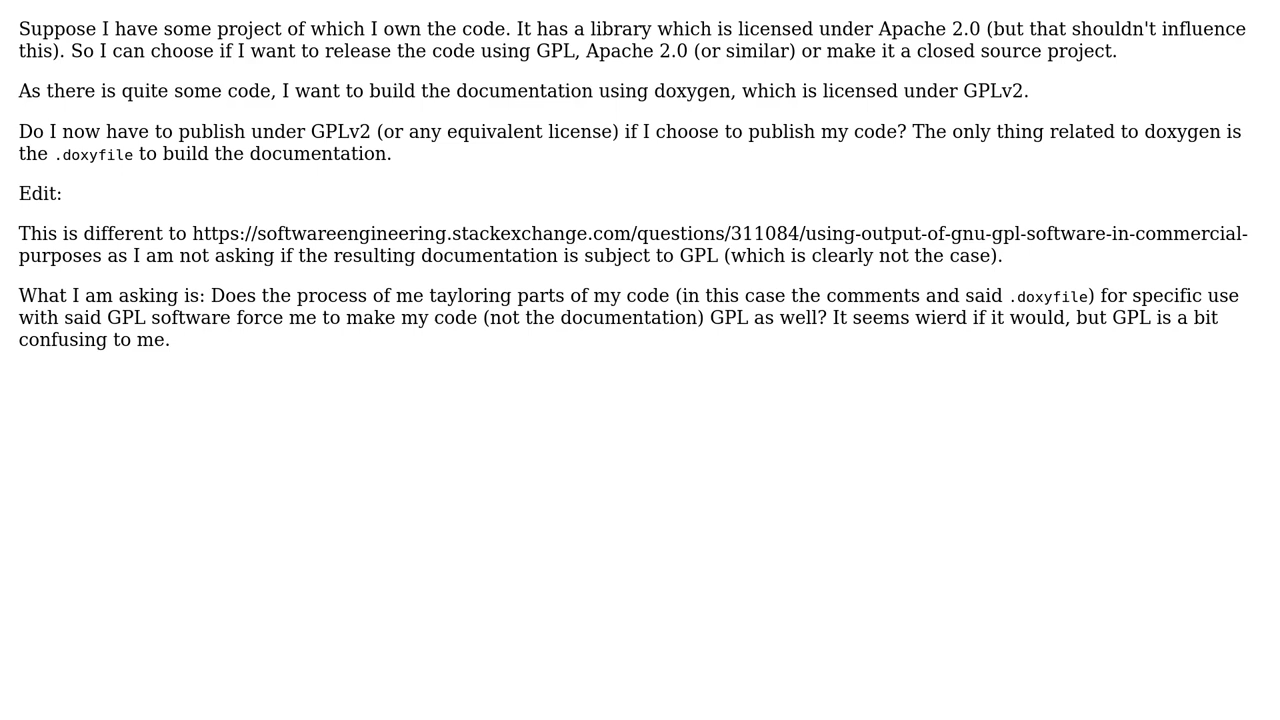 Suppose I have some project of which I own the code. It has a library which is licensed under Apache 2.0 (but that shouldn't influence
this). So I can choose if I want to release the code using GPL, Apache 2.0 (or similar) or make it a closed source project.
As there is quite some code, I want to build the documentation using doxygen, which is licensed under GPLv2.
Do I now have to publish under GPLv2 (or any equivalent license) if I choose to publish my code? The only thing related to doxygen is
the .doxyfile to build the documentation.
Edit:
This is different to https://softwareengineering.stackexchange.com/questions/311084/using-output-of-gnu-gpl-software-in-commercial-
purposes as I am not asking if the resulting documentation is subject to GPL (which is clearly not the case).
What I am asking is: Does the process of me tayloring parts of my code (in this case the comments and said .doxyfile) for specific use
with said GPL software force me to make my code (not the documentation) GPL as well? It seems wierd if it would, but GPL is a bit
confusing to me.